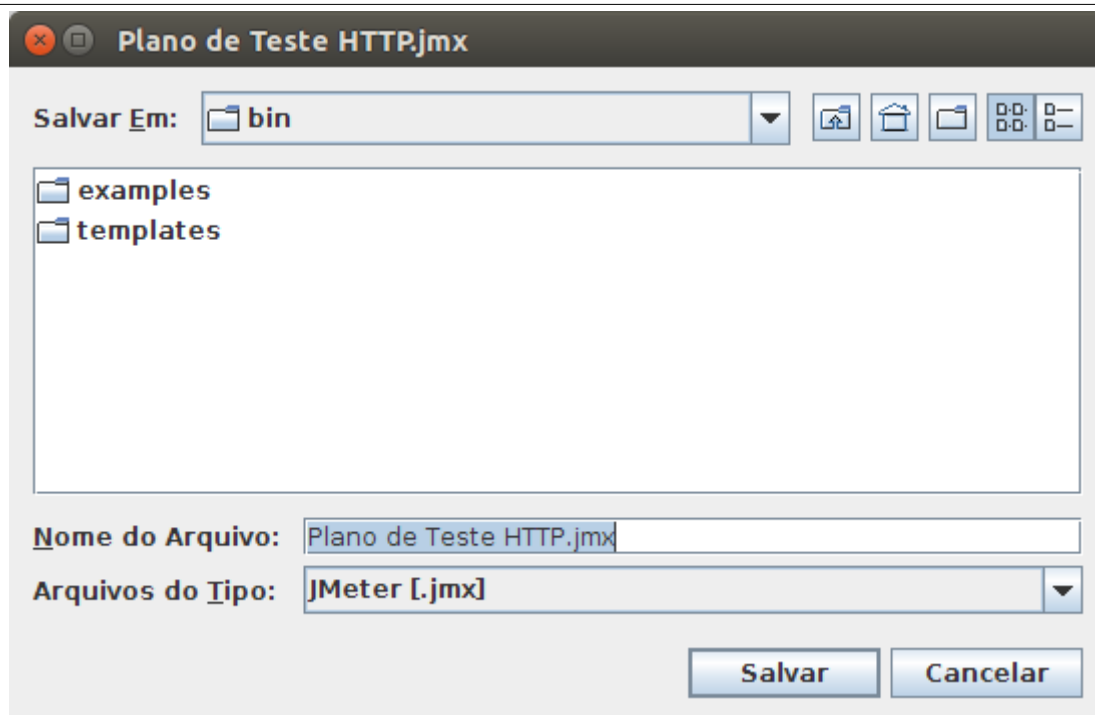 Plano de Teste HTTP.jmx
Salvar Em: bin
examples
templates
Nome do Arquivo: Plano de Teste HTTP.jmx
Arquivos do Tipo: JMeter [.jmx]
Salvar Cancelar